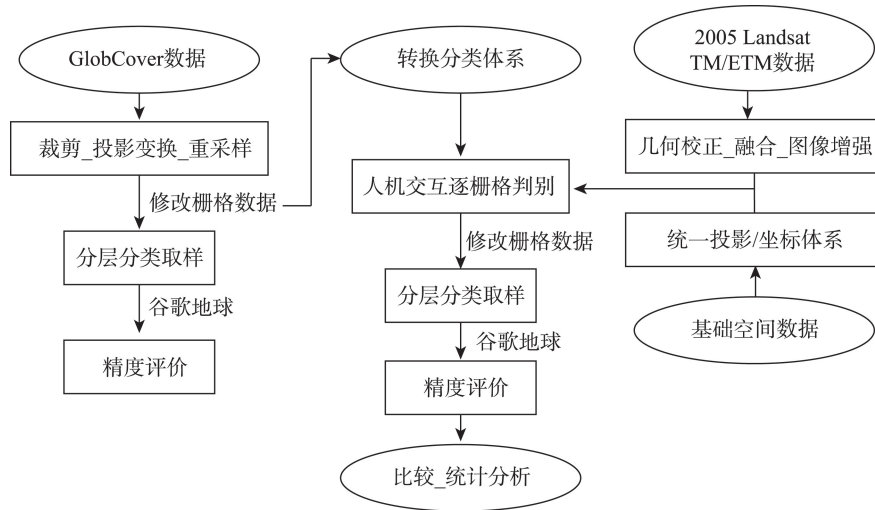 GlobCover数据
裁剪_投影变换_重采样
修改栅格数据
分层分类取样
谷歌地球
精度评价
转换分类体系
人机交互逐栅格判别
修改栅格数据
分层分类取样
谷歌地球
精度评价
比较_统计分析
2005 Landsat
TM/ETM数据
几何校正_融合_图像增强
统一投影/坐标体系
基础空间数据